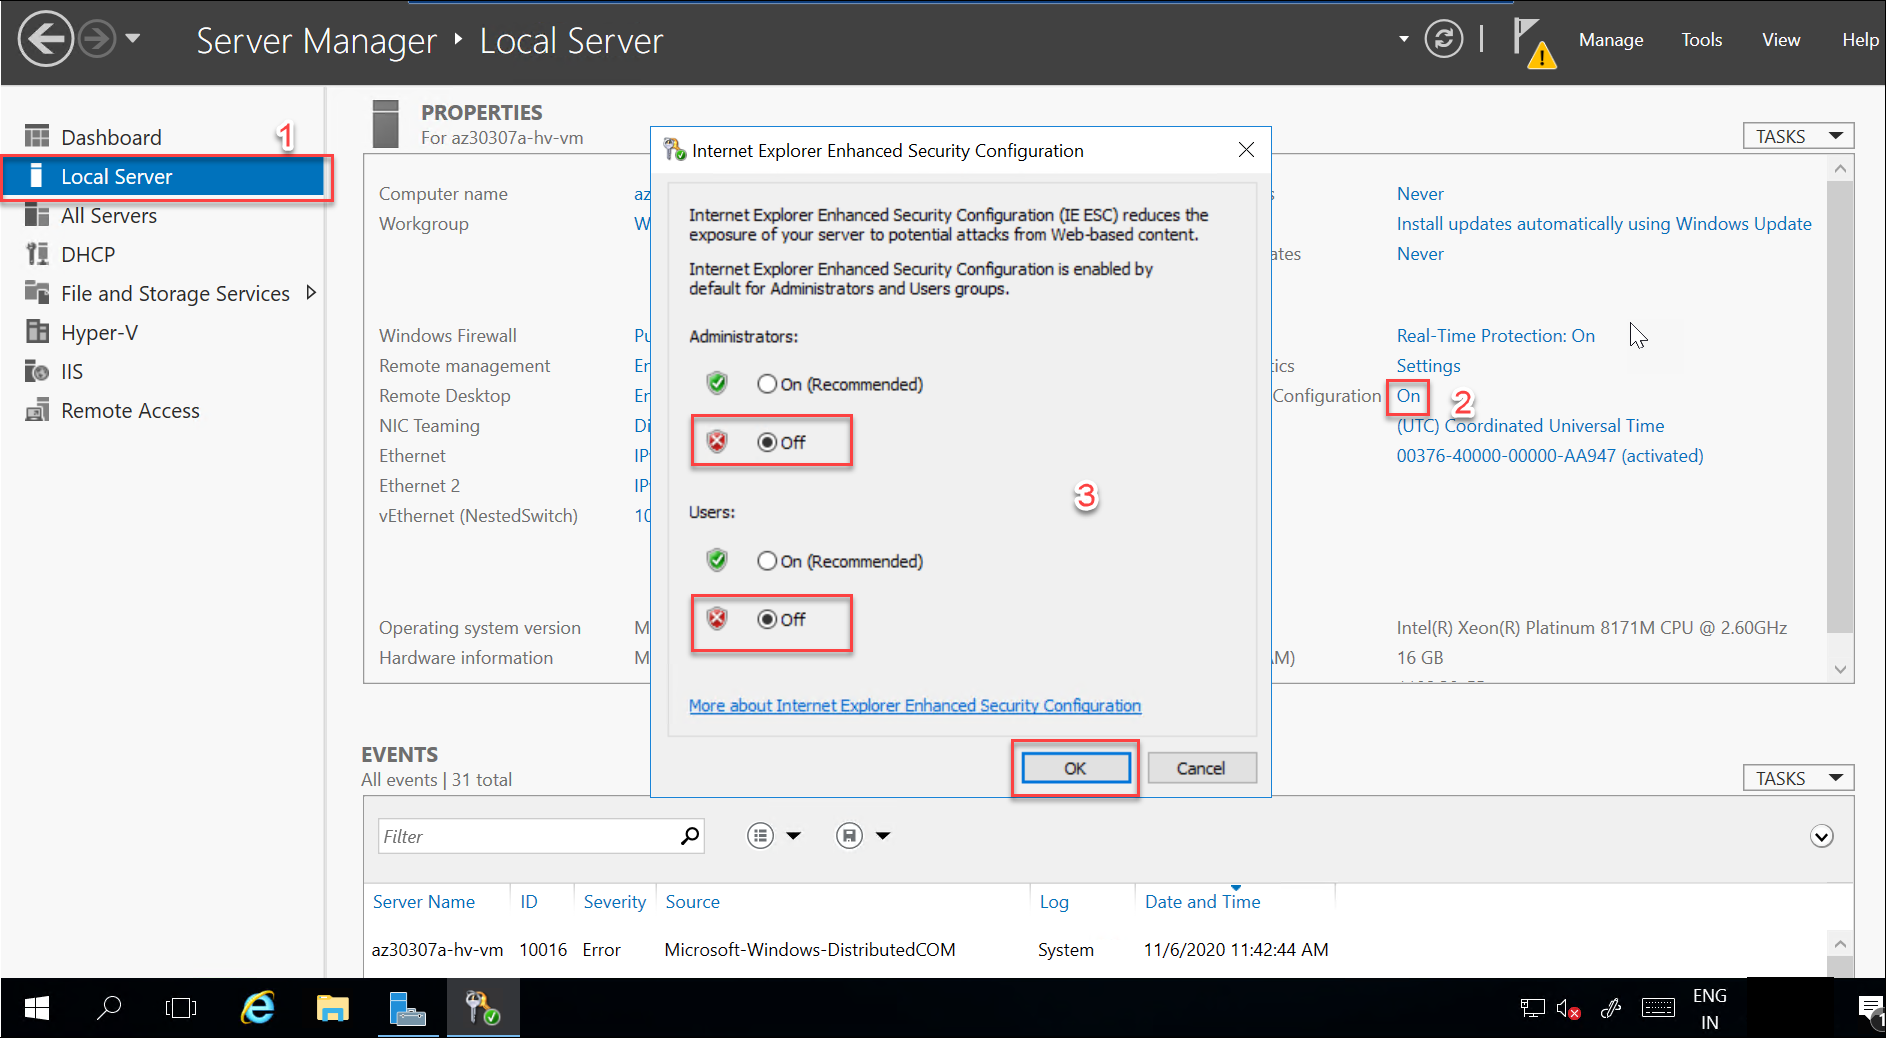 Server Manager ‣ Local Server
Manage
Tools
View
Help
Dashboard
1
Local Server
All Servers
DHCP
File and Storage Services
Hyper-V
IIS
Remote Access
PROPERTIES
For az30307a-hv-vm
TASKS
Computer name
az
Workgroup
W
Windows Firewall
Pu
Remote management
En
Remote Desktop
En
NIC Teaming
Di
Ethernet
IP
Ethernet 2
IP
vEthernet (NestedSwitch)
10
Operating system version
M
Hardware information
M
Internet Explorer Enhanced Security Configuration
Internet Explorer Enhanced Security Configuration (IE ESC) reduces the
exposure of your server to potential attacks from Web-based content.
Internet Explorer Enhanced Security Configuration is enabled by
default for Administrators and Users groups.
Administrators:
On (Recommended)
Off
3
Users:
On (Recommended)
Off
More about Internet Explorer Enhanced Security Configuration
OK
Cancel
s
Never
Install updates automatically using Windows Update
ates
Never
Real-Time Protection: On
tics
Settings
Configuration
On
2
(UTC) Coordinated Universal Time
00376-40000-00000-AA947 (activated)
Intel(R) Xeon(R) Platinum 8171M CPU @ 2.60GHz
AM)
16 GB
EVENTS
All events | 31 total
TASKS
Filter
Server Name
ID
Severity
Source
Log
Date and Time
az30307a-hv-vm
10016
Error
Microsoft-Windows-DistributedCOM
System
11/6/2020 11:42:44 AM
ENG
IN
1